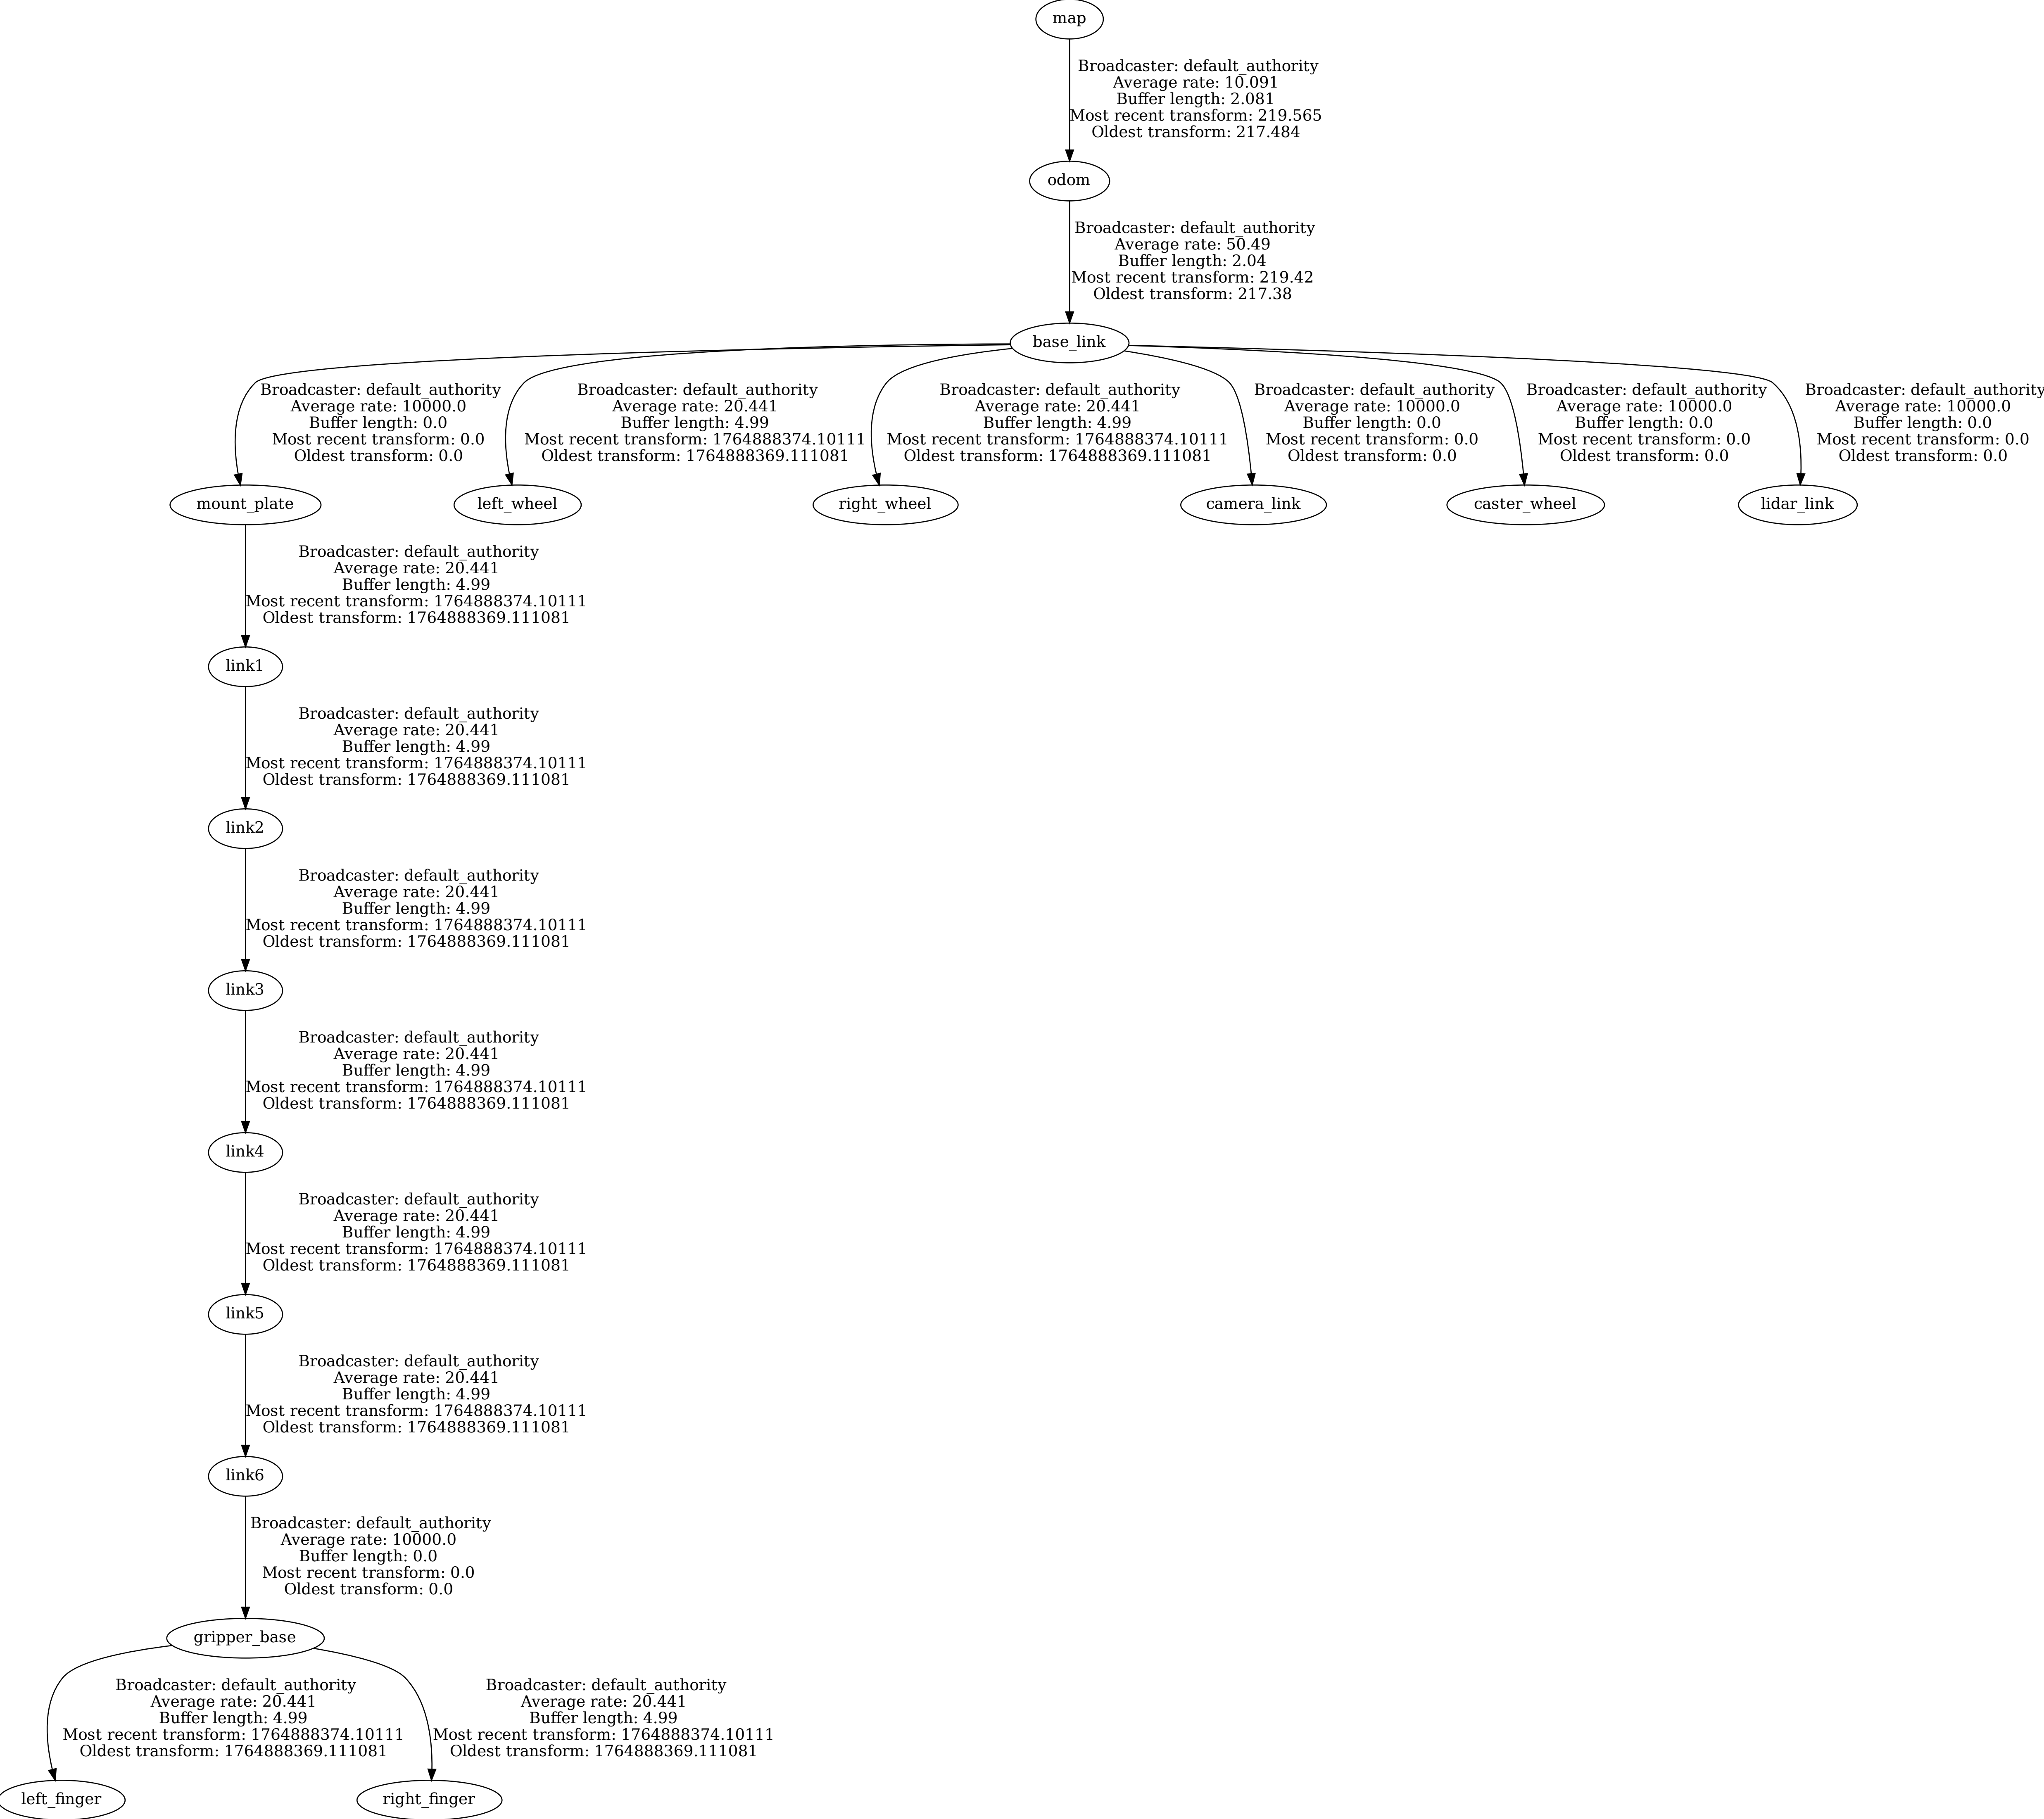 map
Broadcaster: default_authority
Average rate: 10.091
Buffer length: 2.081
Most recent transform: 219.565
Oldest transform: 217.484
odom
Broadcaster: default_authority
Average rate: 50.49
Buffer length: 2.04
Most recent transform: 219.42
Oldest transform: 217.38
base_link
Broadcaster: default_authority
Average rate: 10000.0
Buffer length: 0.0
Most recent transform: 0.0
Oldest transform: 0.0
Broadcaster: default_authority
Average rate: 20.441
Buffer length: 4.99
Most recent transform: 1764888374.10111
Oldest transform: 1764888369.111081
Broadcaster: default_authority
Average rate: 20.441
Buffer length: 4.99
Most recent transform: 1764888374.10111
Oldest transform: 1764888369.111081
Broadcaster: default_authority
Average rate: 10000.0
Buffer length: 0.0
Most recent transform: 0.0
Oldest transform: 0.0
Broadcaster: default_authority
Average rate: 10000.0
Buffer length: 0.0
Most recent transform: 0.0
Oldest transform: 0.0
Broadcaster: default_authority
Average rate: 10000.0
Buffer length: 0.0
Most recent transform: 0.0
Oldest transform: 0.0
mount_plate
left_wheel
right_wheel
camera_link
caster_wheel
lidar_link
Broadcaster: default_authority
Average rate: 20.441
Buffer length: 4.99
Most recent transform: 1764888374.10111
Oldest transform: 1764888369.111081
link1
Broadcaster: default_authority
Average rate: 20.441
Buffer length: 4.99
Most recent transform: 1764888374.10111
Oldest transform: 1764888369.111081
link2
Broadcaster: default_authority
Average rate: 20.441
Buffer length: 4.99
Most recent transform: 1764888374.10111
Oldest transform: 1764888369.111081
link3
Broadcaster: default_authority
Average rate: 20.441
Buffer length: 4.99
Most recent transform: 1764888374.10111
Oldest transform: 1764888369.111081
link4
Broadcaster: default_authority
Average rate: 20.441
Buffer length: 4.99
Most recent transform: 1764888374.10111
Oldest transform: 1764888369.111081
link5
Broadcaster: default_authority
Average rate: 20.441
Buffer length: 4.99
Most recent transform: 1764888374.10111
Oldest transform: 1764888369.111081
link6
Broadcaster: default_authority
Average rate: 10000.0
Buffer length: 0.0
Most recent transform: 0.0
Oldest transform: 0.0
gripper_base
Broadcaster: default_authority
Average rate: 20.441
Buffer length: 4.99
Most recent transform: 1764888374.10111
Oldest transform: 1764888369.111081
Broadcaster: default_authority
Average rate: 20.441
Buffer length: 4.99
Most recent transform: 1764888374.10111
Oldest transform: 1764888369.111081
left_finger
right_finger